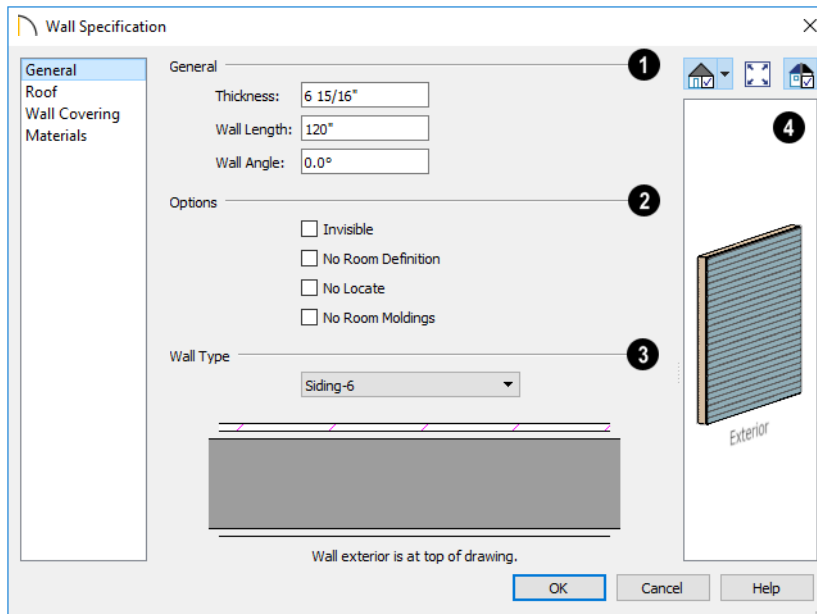 Wall Specification
General
Roof
Wall Covering
Materials
General
1
Thickness: 6 15/16"
Wall Length: 120"
Wall Angle: 0.0°
Options
2
Invisible
No Room Definition
No Locate
No Room Moldings
Wall Type
3
Siding-6
Wall exterior is at top of drawing.
4
Exterior
OK Cancel Help